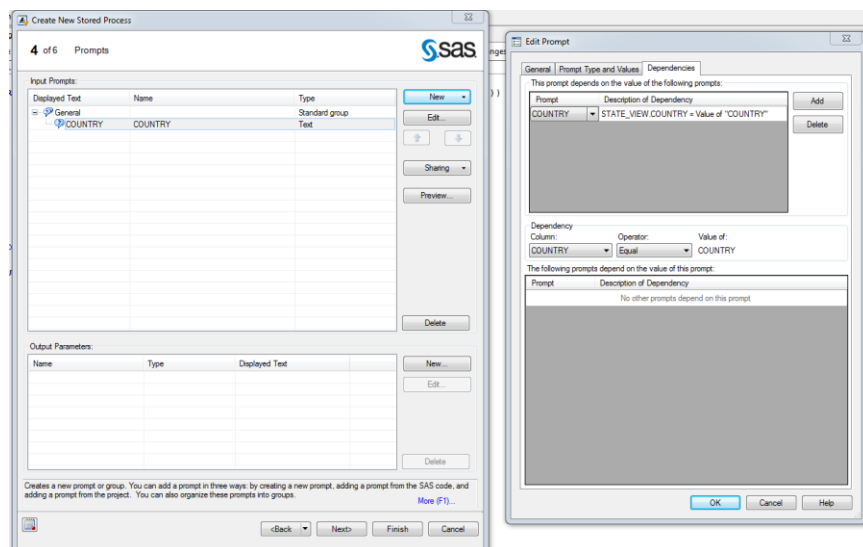 Create New Stored Process
4 of 6 Prompts
sas
Input Prompts:
Displayed Text Name Type
General Standard group
COUNTRY COUNTRY Text
New
Edit...
Sharing
Preview...
Delete
Output Parameters:
Name Type Displayed Text
New...
Edit...
Delete
Creates a new prompt or group. You can add a prompt in three ways: by creating a new prompt, adding a prompt from the SAS code, and
adding a prompt from the project. You can also organize these prompts into groups.
More (F1)...
<Back Next> Finish Cancel
Edit Prompt
General Prompt Type and Values Dependencies
This prompt depends on the value of the following prompts:
Prompt Description of Dependency
COUNTRY STATE_VIEW.COUNTRY = Value of "COUNTRY"
Add
Delete
Dependency
Column: Operator: Value of:
COUNTRY Equal COUNTRY
The following prompts depend on the value of this prompt:
Prompt Description of Dependency
No other prompts depend on this prompt
OK Cancel Help